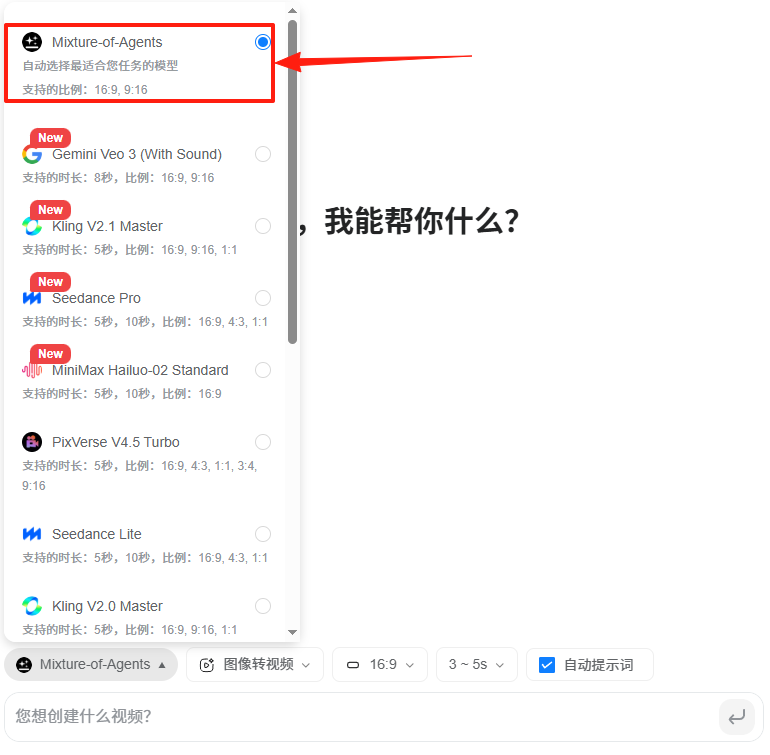 Mixture-of-Agents
自动选择最适合您任务的模型
支持的比例：16:9, 9:16
New
Gemini Veo 3 (With Sound)
支持的时长：8秒，比例：16:9, 9:16
New
Kling V2.1 Master
支持的时长：5秒，比例：16:9, 9:16, 1:1
New
Seedance Pro
支持的时长：5秒，10秒，比例：16:9, 4:3, 1:1
New
MiniMax Hailuo-02 Standard
支持的时长：5秒，10秒，比例：16:9
PixVerse V4.5 Turbo
支持的时长：5秒，比例：16:9, 4:3, 1:1, 3:4,
9:16
Seedance Lite
支持的时长：5秒，10秒，比例：16:9, 4:3, 1:1
Kling V2.0 Master
支持的时长：5秒，比例：16:9, 9:16, 1:1
，我能帮你什么？
Mixture-of-Agents 图像转视频 16:9 3 ~ 5s 自动提示词
您想创建什么视频？